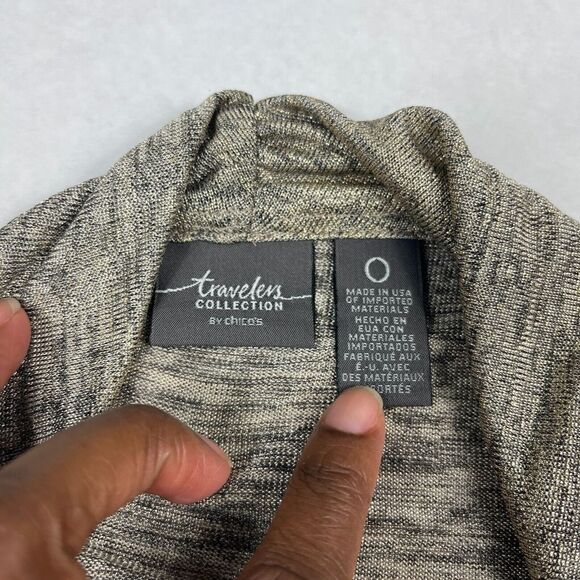 travelers
COLLECTION
BY chico's
0
MADE IN USA
OF IMPORTED
MATERIALS
HECHO EN
EUA CON
MATERIALES
IMPORTADOS
FABRIQUÉ AUX
É.-U. AVEC
DES MATÉRIAUX